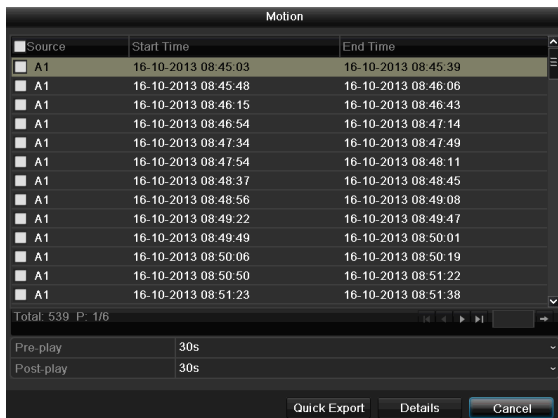 Motion
Source Start Time End Time
A1 16-10-2013 08:45:03 16-10-2013 08:45:39
A1 16-10-2013 08:45:48 16-10-2013 08:46:06
A1 16-10-2013 08:46:15 16-10-2013 08:46:43
A1 16-10-2013 08:46:54 16-10-2013 08:47:14
A1 16-10-2013 08:47:34 16-10-2013 08:47:49
A1 16-10-2013 08:47:54 16-10-2013 08:48:11
A1 16-10-2013 08:48:37 16-10-2013 08:48:45
A1 16-10-2013 08:48:56 16-10-2013 08:49:08
A1 16-10-2013 08:49:22 16-10-2013 08:49:47
A1 16-10-2013 08:49:49 16-10-2013 08:50:01
A1 16-10-2013 08:50:06 16-10-2013 08:50:19
A1 16-10-2013 08:50:50 16-10-2013 08:51:22
A1 16-10-2013 08:51:23 16-10-2013 08:51:38
Total: 539 P: 1/6
Pre-play 30s
Post-play 30s
Quick Export Details Cancel